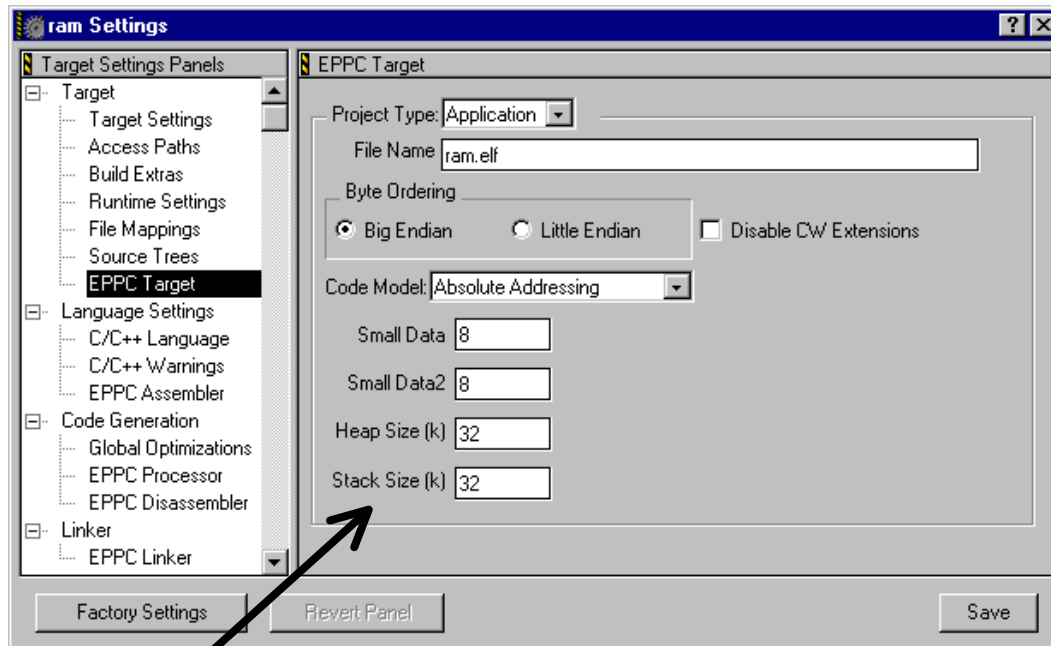 ram Settings
Target Settings Panels
Target
Target Settings
Access Paths
Build Extras
Runtime Settings
File Mappings
Source Trees
EPPC Target
Language Settings
C/C++ Language
C/C++ Warnings
EPPC Assembler
Code Generation
Global Optimizations
EPPC Processor
EPPC Disassembler
Linker
EPPC Linker
EPPC Target
Project Type: Application
File Name ram.elf
Byte Ordering
Big Endian Little Endian Disable CW Extensions
Code Model: Absolute Addressing
Small Data 8
Small Data2 8
Heap Size (k) 32
Stack Size (k) 32
Factory Settings Revert Panel Save